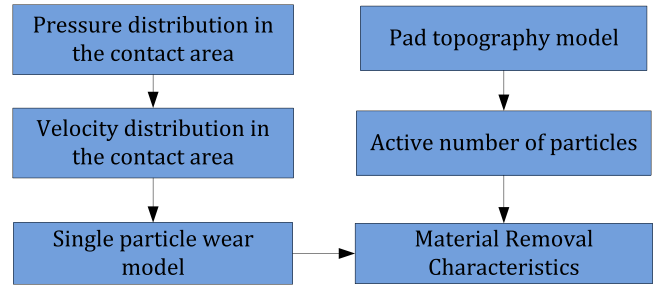 Pressure distribution in
the contact area
Velocity distribution in
the contact area
Single particle wear
model
Pad topography model
Active number of particles
Material Removal
Characteristics